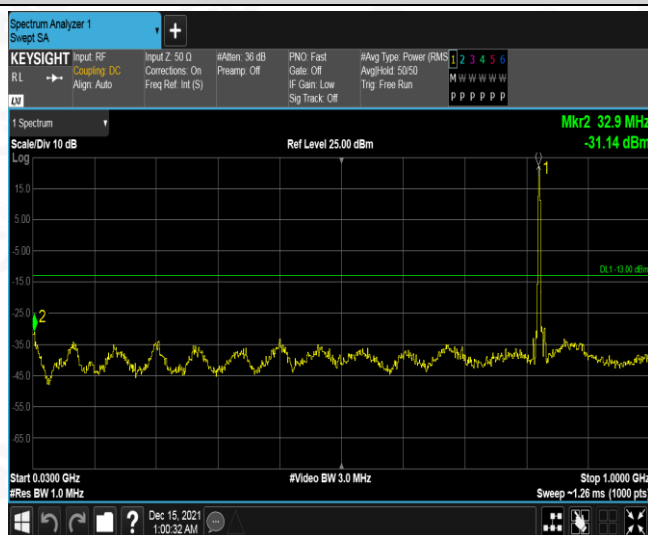 Spectrum Analyzer 1
Swept SA
+
KEYSIGHT
RL
Input: RF
Coupling: DC
Align: Auto
Input Z: 50 Ω
Corrections: On
Freq Ref: Int (S)
#Atten: 36 dB
Preamp: Off
PNO: Fast
Gate: Off
IF Gain: Low
Sig Track: Off
#Avg Type: Power (RMS
Avg|Hold: 50/50
Trig: Free Run
1 2 3 4 5 6
M W W W W W
P P P P P P
LXI
1 Spectrum
Scale/Div 10 dB
Ref Level 25.00 dBm
Mkr2 32.9 MHz
-31.14 dBm
Log
15.0
5.00
-5.00
-15.0
-25.0
-35.0
-45.0
-55.0
-65.0
1
DL1 -13.00 dBm
2
Start 0.0300 GHz
#Res BW 1.0 MHz
#Video BW 3.0 MHz
Stop 1.0000 GHz
Sweep ~1.26 ms (1000 pts)
?
Dec 15, 2021
1:00:32 AM